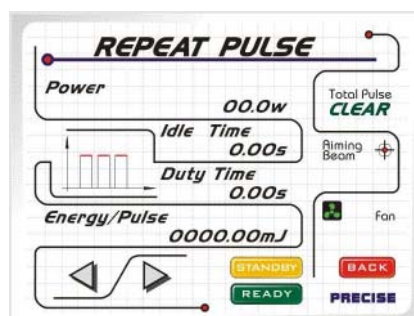 REPEAT PULSE
Power
00.0w
Idle Time
0.00s
Duty Time
0.00s
Energy/Pulse
0000.00mJ
Total Pulse
CLEAR
Aiming
Beam
Fan
STANDBY
BACK
READY
PRECISE